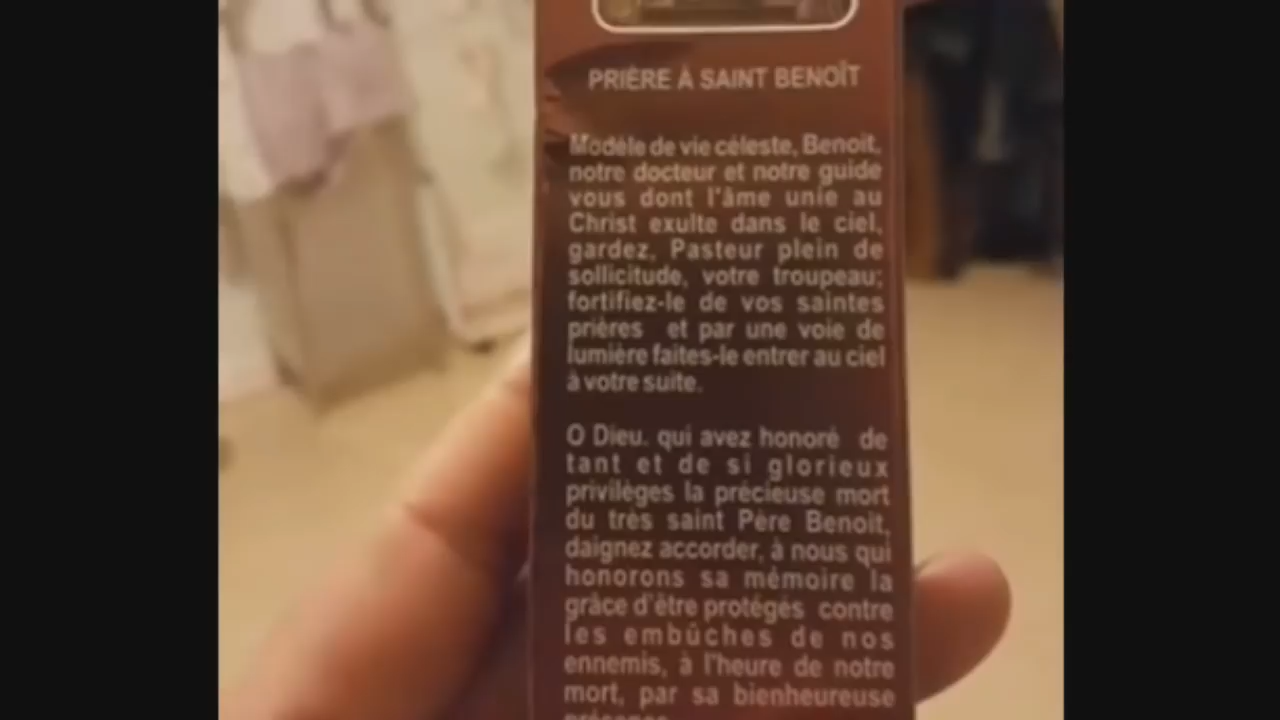 PRIÈRE À SAINT BENOÎT
Modèle de vie céleste, Benoit,
notre docteur et notre guide
vous dont l'âme unie au
Christ exulte dans le ciel,
gardez, Pasteur plein de
sollicitude, votre troupeau;
fortifiez-le de vos saintes
prières et par une voie de
lumière faites-le entrer au ciel
à votre suite.
O Dieu. qui avez honoré de
tant et de si glorieux
privilèges la précieuse mort
du très saint Père Benoit,
daignez accorder, à nous qui
honorons sa mémoire la
grâce d'être protégés contre
les embûches de nos
ennemis, à l'heure de notre
mort, par sa bienheureuse